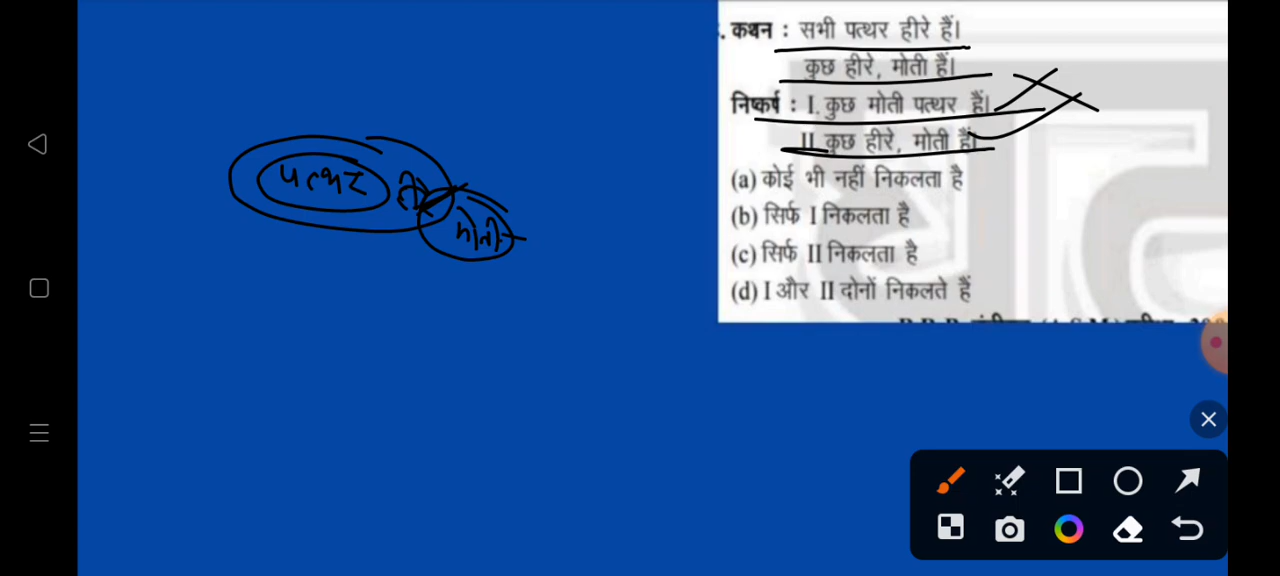 . कथन : सभी पत्थर हीरे हैं।
कुछ हीरे, मोती हैं।
निष्कर्ष : I. कुछ मोती पत्थर हैं।
II कुछ हीरे, मोती हैं।
(a) कोई भी नहीं निकलता है
(b) सिर्फ I निकलता है
(c) सिर्फ II निकलता है
(d) I और II दोनों निकलते हैं
पत्थर
मोती